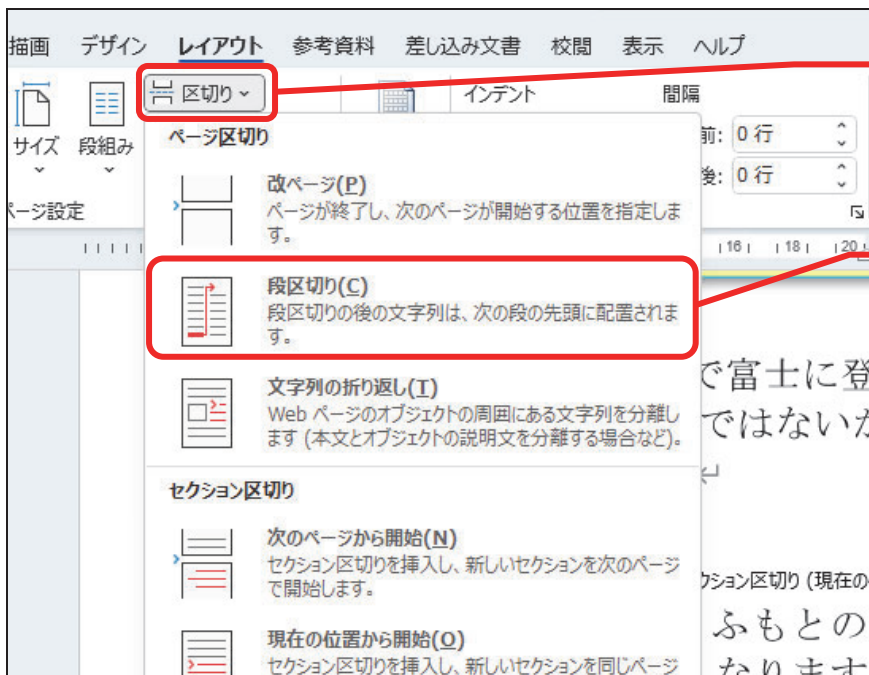 描画 デザイン レイアウト 参考資料 差し込み文書 校閲 表示 ヘルプ
区切り インデント 間隔
サイズ 段組み
前: 0 行
後: 0 行
ページ設定
ページ区切り
改ページ(P)
ページが終了し、次のページが開始する位置を指定しま
す。
|16| |18| |20
段区切り(C)
段区切りの後の文字列は、次の段の先頭に配置されま
す。
文字列の折り返し(T)
Web ページのオブジェクトの周囲にある文字列を分離し
ます (本文とオブジェクトの説明文を分離する場合など)。
セクション区切り
次のページから開始(N)
セクション区切りを挿入し、新しいセクションを次のページ
で開始します。
現在の位置から開始(O)
セクション区切りを挿入し、新しいセクションを同じページ
で富士に登
ではないか
クション区切り (現在の
ふもとの
なります